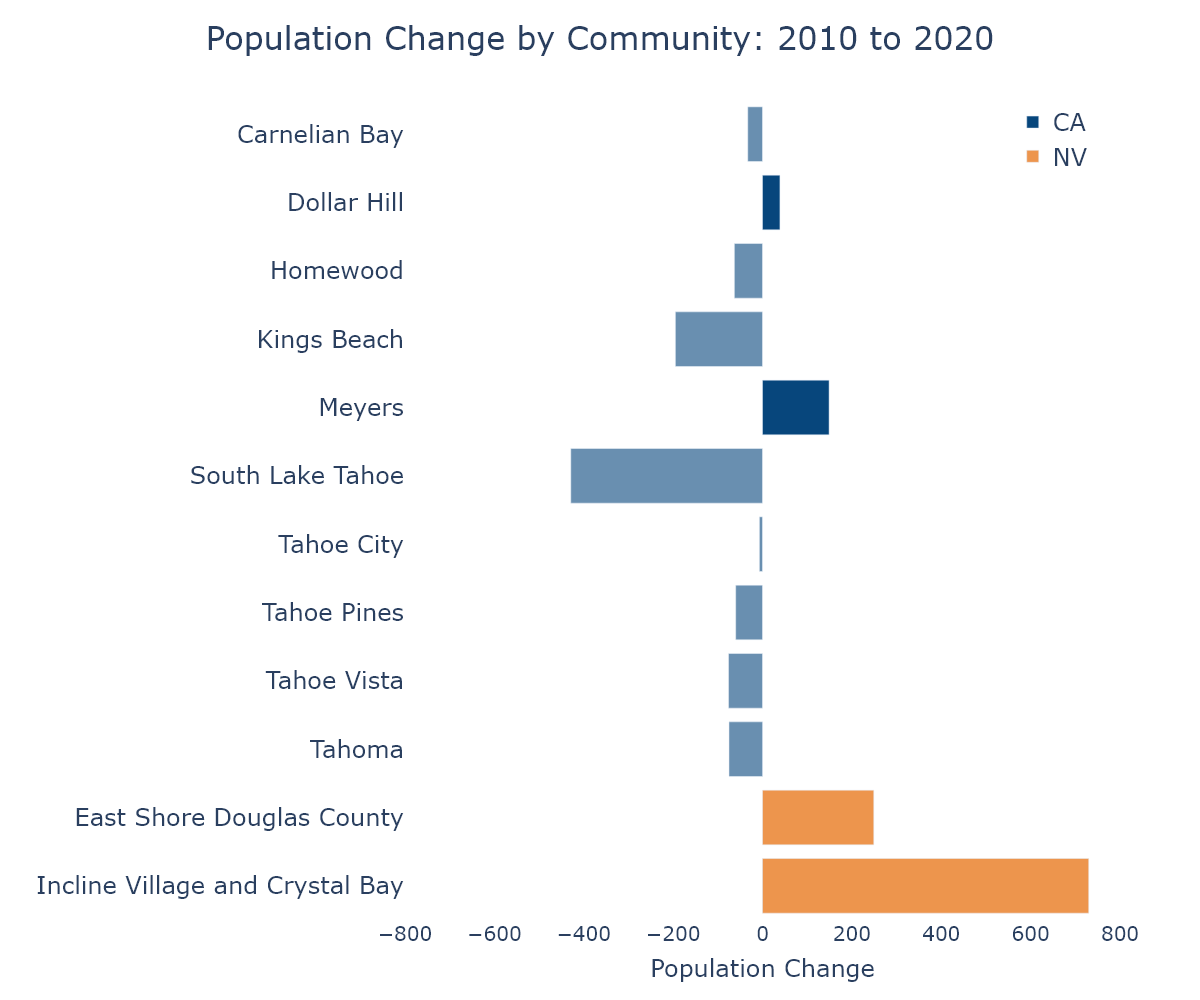 Population Change by Community: 2010 to 2020
CA
NV
Carnelian Bay
Dollar Hill
Homewood
Kings Beach
Meyers
South Lake Tahoe
Tahoe City
Tahoe Pines
Tahoe Vista
Tahoma
East Shore Douglas County
Incline Village and Crystal Bay
−800 −600 −400 −200 0 200 400 600 800
Population Change